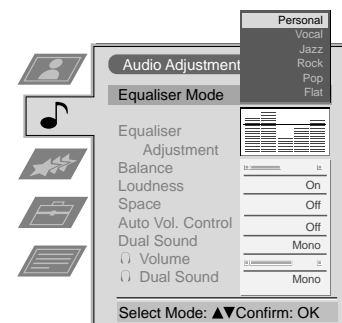 Personal
Vocal
Jazz
Rock
Pop
Flat
Audio Adjustment
Equaliser Mode
Equaliser
Adjustment
Balance
Loudness On
Space Off
Auto Vol. Control Off
Dual Sound Mono
Volume
Dual Sound Mono
Select Mode: ▲▼Confirm: OK